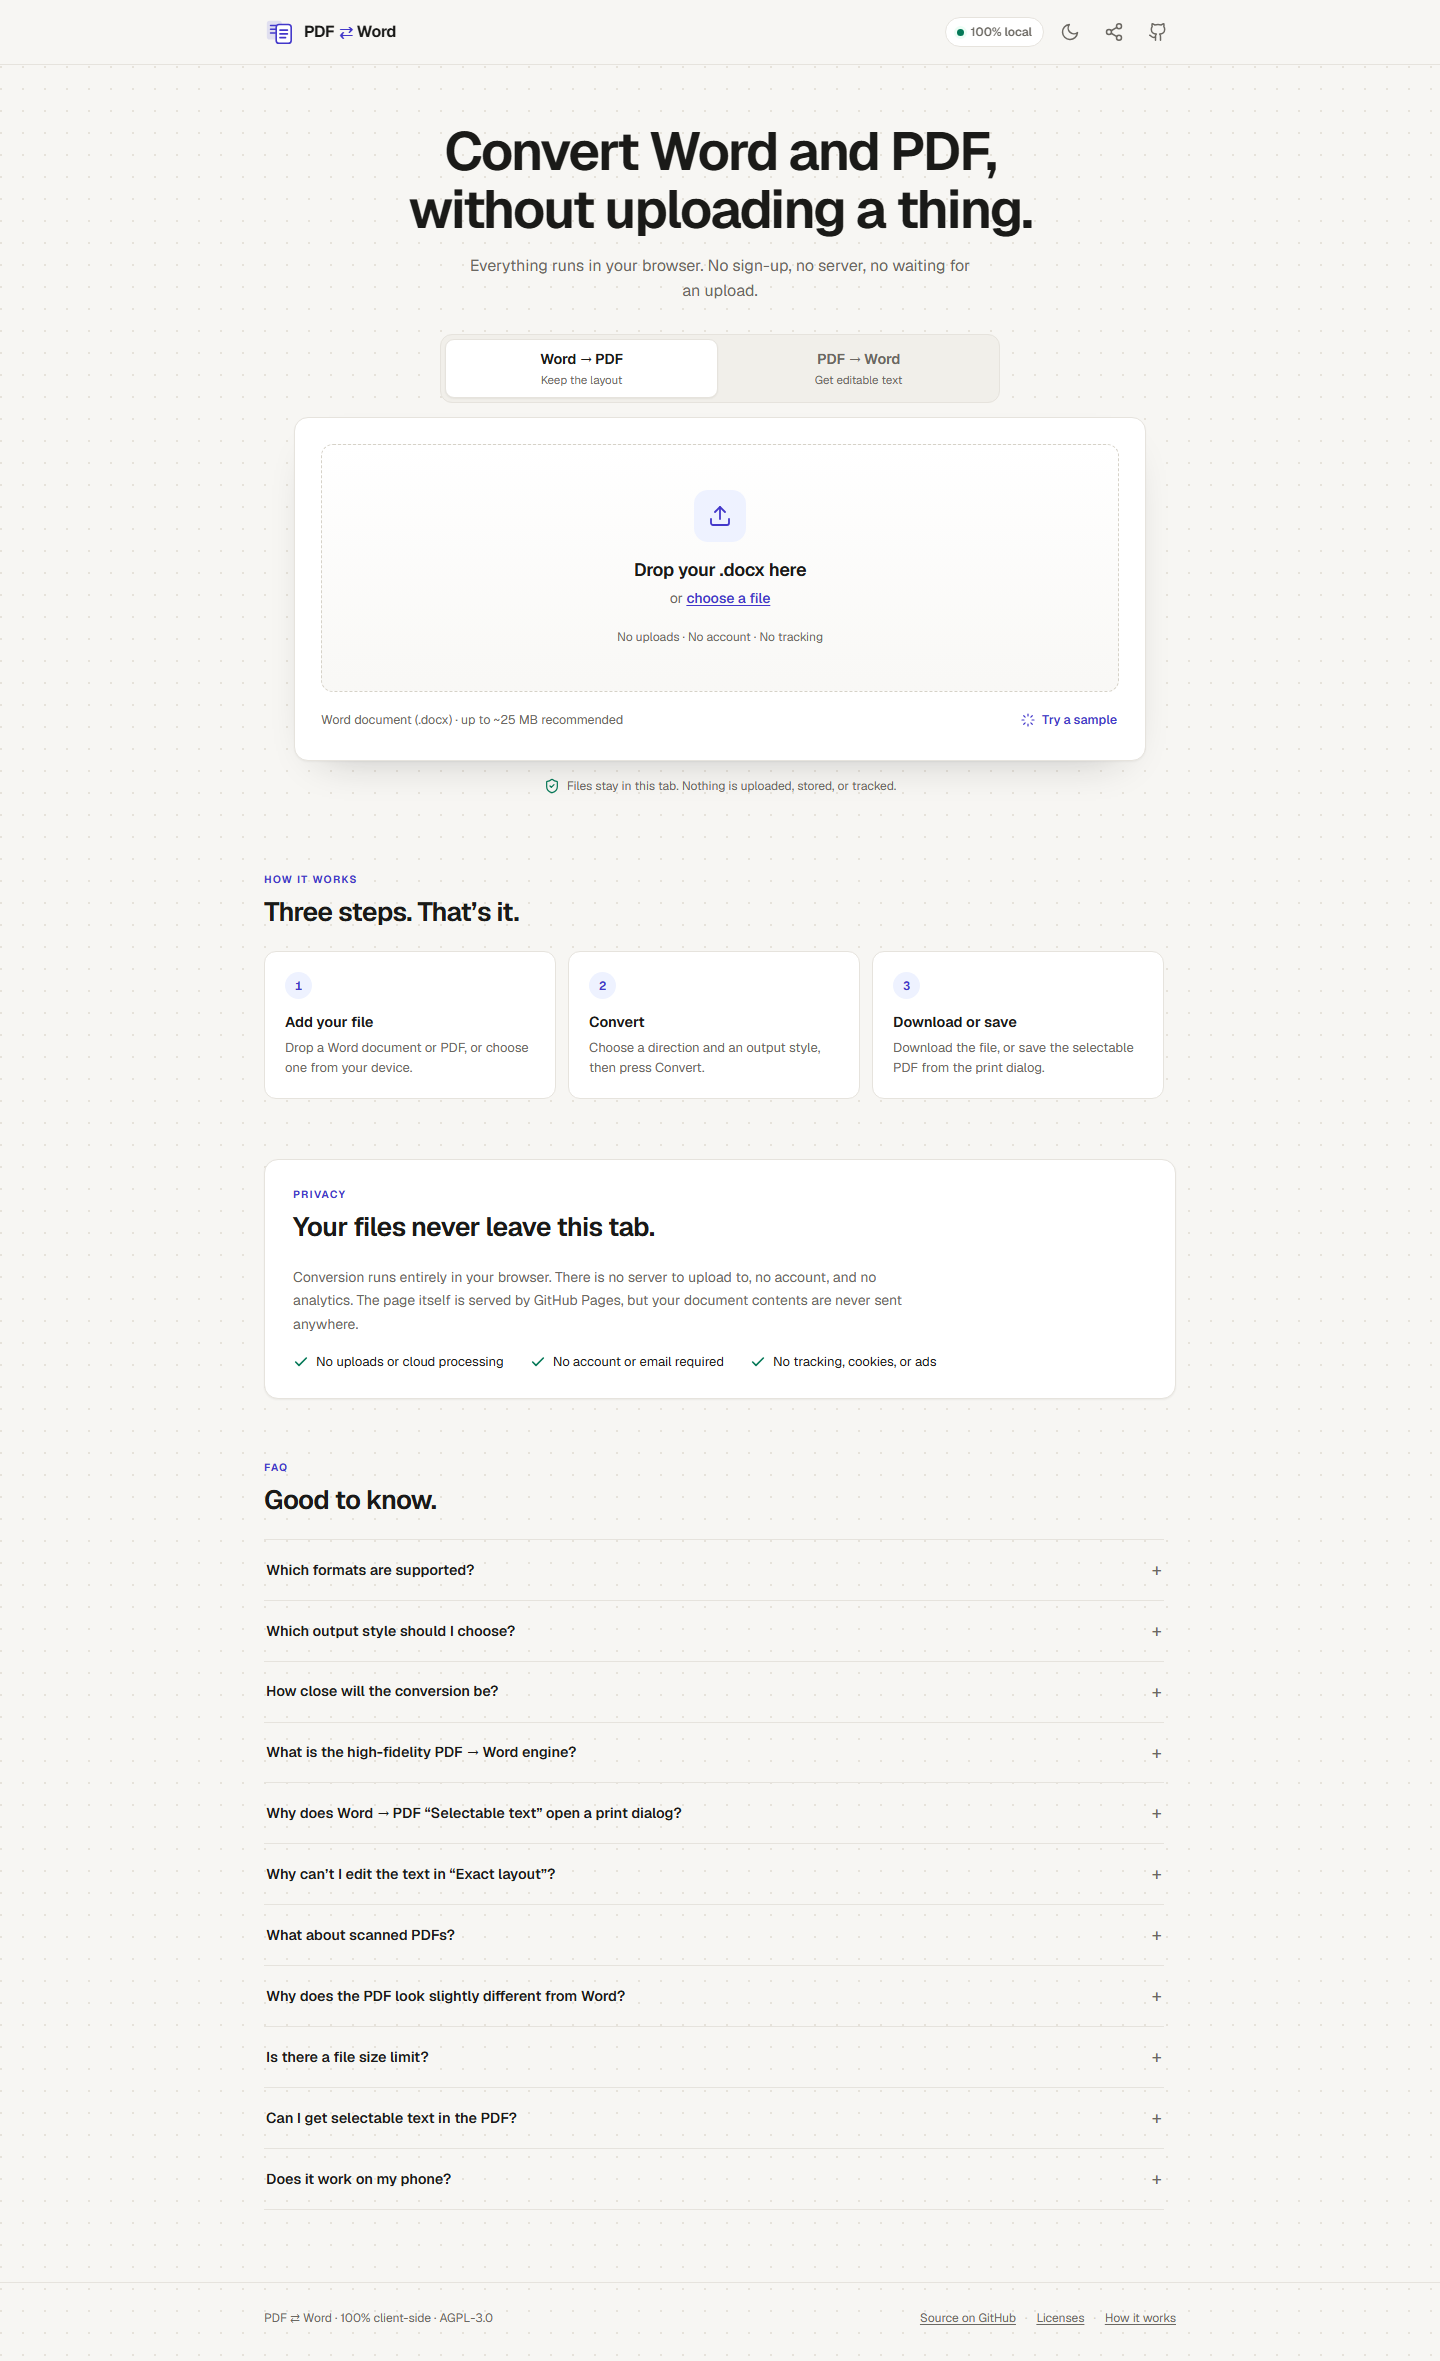 PDF ⇄ Word
100% local
Convert Word and PDF,
without uploading a thing.
Everything runs in your browser. No sign-up, no server, no waiting for
an upload.
Word → PDF
Keep the layout
PDF → Word
Get editable text
Drop your .docx here
or choose a file
No uploads · No account · No tracking
Word document (.docx) · up to ~25 MB recommended
Try a sample
Files stay in this tab. Nothing is uploaded, stored, or tracked.
HOW IT WORKS
Three steps. That’s it.
1
Add your file
Drop a Word document or PDF, or choose
one from your device.
2
Convert
Choose a direction and an output style,
then press Convert.
3
Download or save
Download the file, or save the selectable
PDF from the print dialog.
PRIVACY
Your files never leave this tab.
Conversion runs entirely in your browser. There is no server to upload to, no account, and no
analytics. The page itself is served by GitHub Pages, but your document contents are never sent
anywhere.
No uploads or cloud processing
No account or email required
No tracking, cookies, or ads
FAQ
Good to know.
Which formats are supported?
+
Which output style should I choose?
+
How close will the conversion be?
+
What is the high-fidelity PDF → Word engine?
+
Why does Word → PDF “Selectable text” open a print dialog?
+
Why can’t I edit the text in “Exact layout”?
+
What about scanned PDFs?
+
Why does the PDF look slightly different from Word?
+
Is there a file size limit?
+
Can I get selectable text in the PDF?
+
Does it work on my phone?
+
PDF ⇄ Word · 100% client-side · AGPL-3.0
Source on GitHub · Licenses · How it works